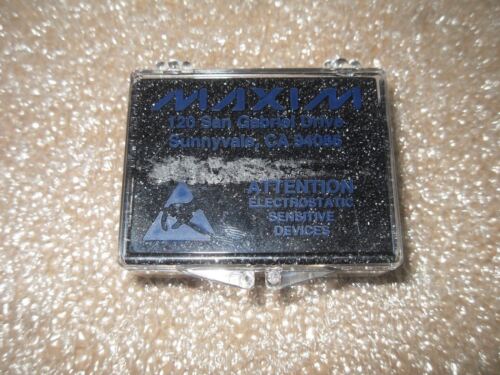 MAXIM
120 San Gabriel Drive
Sunnyvale, CA 94086
ATTENTION
ELECTROSTATIC
SENSITIVE
DEVICES